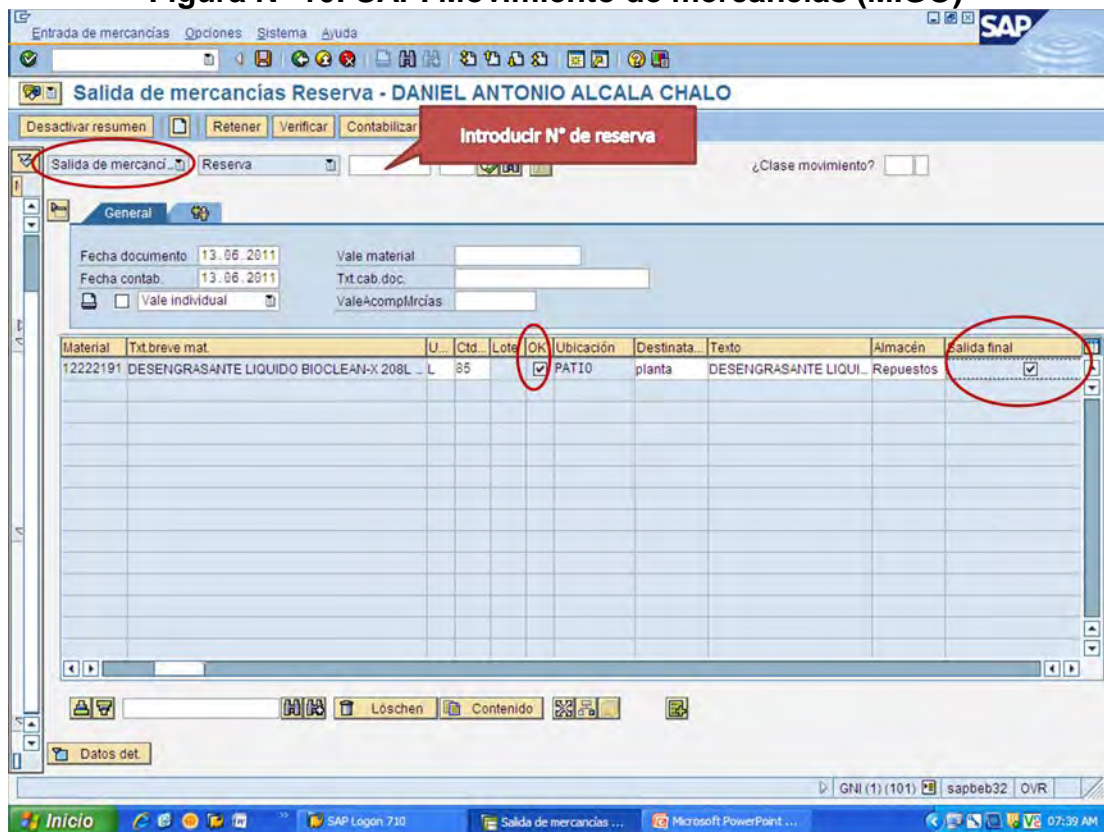 Entrada de mercancías Opciones Sistema Ayuda
SAP
Salida de mercancías Reserva - DANIEL ANTONIO ALCALA CHALO
Desactivar resumen Retener Verificar Contabilizar
Introducir N° de reserva
Salida de mercancí.. Reserva ¿Clase movimiento?
General
Fecha documento 13.06.2011 Vale material
Fecha contab. 13.06.2011 Txt.cab.doc.
Vale individual ValeAcompMrcías
Material Txt.breve mat. U... Ctd... Lote OK Ubicación Destinata... Texto Almacén Salida final
12222191 DESENGRASANTE LIQUIDO BIOCLEAN-X 208L ... L 85 PATIO planta DESENGRASANTE LIQUI... Repuestos
Löschen Contenido
Datos det.
GNI (1) (101) sapbeb32 OVR
Inicio SAP Logon 710 Salida de mercancías ... Microsoft PowerPoint ... 07:39 AM